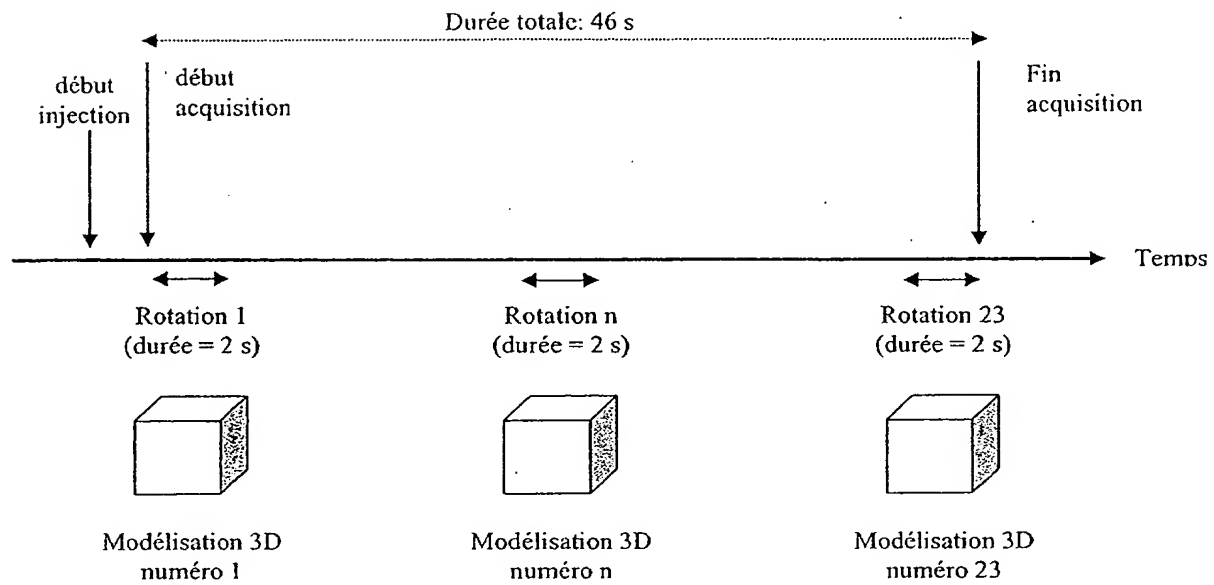 Durée totale: 46 s
début
injection
début
acquisition
Fin
acquisition
Temps
Rotation 1
(durée = 2 s)
Rotation n
(durée = 2 s)
Rotation 23
(durée = 2 s)
Modélisation 3D
numéro 1
Modélisation 3D
numéro n
Modélisation 3D
numéro 23